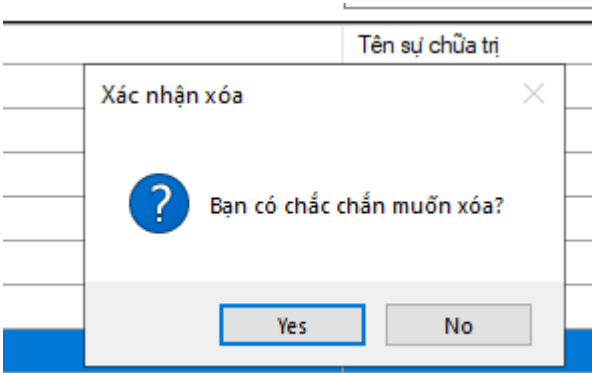 Tên sự chữa trị
Xác nhận xóa
?
Bạn có chắc chắn muốn xóa?
Yes
No